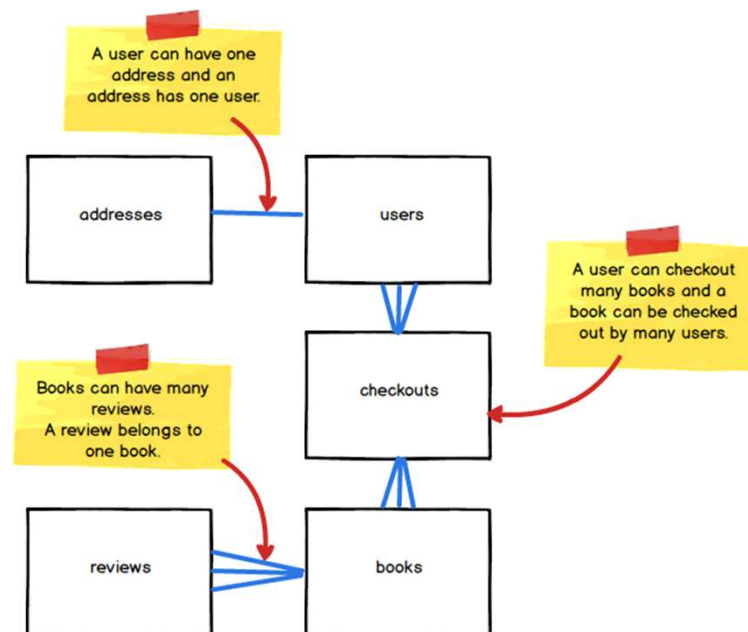 A user can have one
address and an
address has one user.
addresses
users
A user can checkout
many books and a
book can be checked
out by many users.
checkouts
Books can have many
reviews.
A review belongs to
one book.
reviews
books